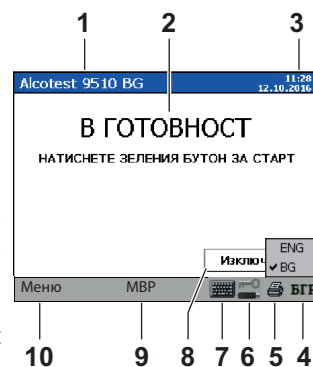 1 2 3
Alcotest 9510 BG 11:28
12.10.2016
В ГОТОВНОСТ
НАТИСНЕТЕ ЗЕЛЕНИЯ БУТОН ЗА СТАРТ
ENG
Изключ ✔BG
Меню МВР БГР
10 9 8 7 6 5 4